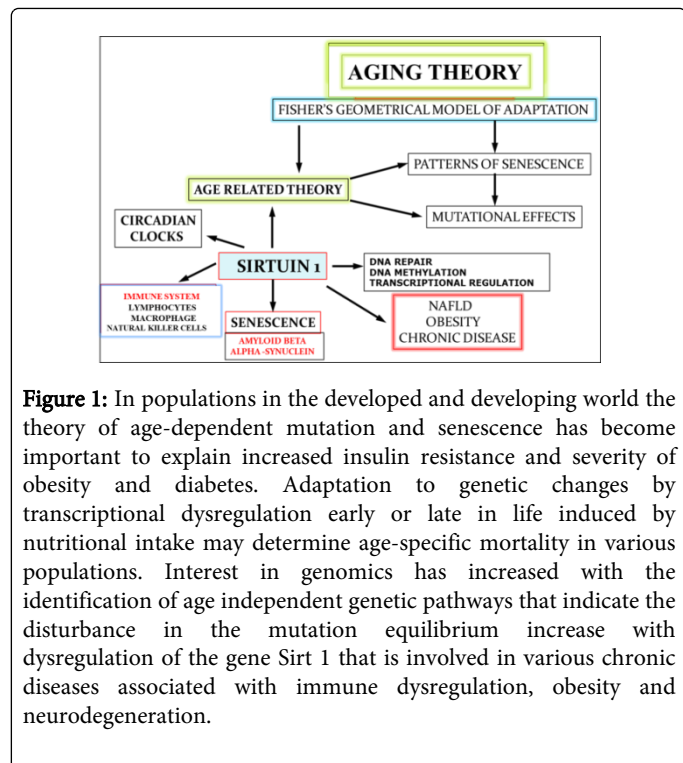 AGING THEORY
FISHER'S GEOMETRICAL MODEL OF ADAPTATION
PATTERNS OF SENESCENCE
AGE RELATED THEORY
MUTATIONAL EFFECTS
CIRCADIAN
CLOCKS
SIRTUIN 1
DNA REPAIR
DNA METHYLATION
TRANSCRIPTIONAL REGULATION
IMMUNE SYSTEM
LYMPHOCYTES
MACROPHAGE
NATURAL KILLER CELLS
SENESCENCE
AMYLOID BETA
ALPHA -SYNUCLEIN
NAFLD
OBESITY
CHRONIC DISEASE
Figure 1: In populations in the developed and developing world the
theory of age-dependent mutation and senescence has become
important to explain increased insulin resistance and severity of
obesity and diabetes. Adaptation to genetic changes by
transcriptional dysregulation early or late in life induced by
nutritional intake may determine age-specific mortality in various
populations. Interest in genomics has increased with the
identification of age independent genetic pathways that indicate the
disturbance in the mutation equilibrium increase with
dysregulation of the gene Sirt 1 that is involved in various chronic
diseases associated with immune dysregulation, obesity and
neurodegeneration.